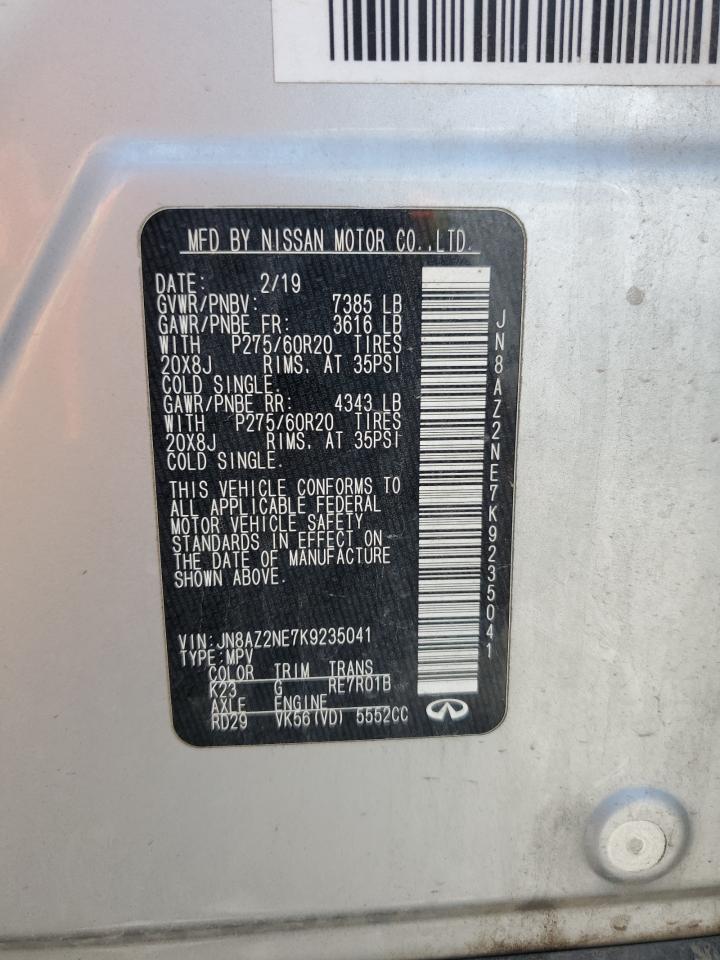 MFD BY NISSAN MOTOR CO.,LTD.
DATE: 2/19
GVWR/PNBV: 7385 LB
GAWR/PNBE FR: 3616 LB
WITH P275/60R20 TIRES
20X8J RIMS, AT 35PSI
COLD SINGLE.
GAWR/PNBE RR: 4343 LB
WITH P275/60R20 TIRES
20X8J RIMS, AT 35PSI
COLD SINGLE.
THIS VEHICLE CONFORMS TO
ALL APPLICABLE FEDERAL
MOTOR VEHICLE SAFETY
STANDARDS IN EFFECT ON
THE DATE OF MANUFACTURE
SHOWN ABOVE.
VIN: JN8AZ2NE7K9235041
TYPE: MPV
COLOR TRIM TRANS
K23 G RE7R01B
AXLE ENGINE
RD29 VK56(VD) 5552CC
JN8AZ2NE7K9235041